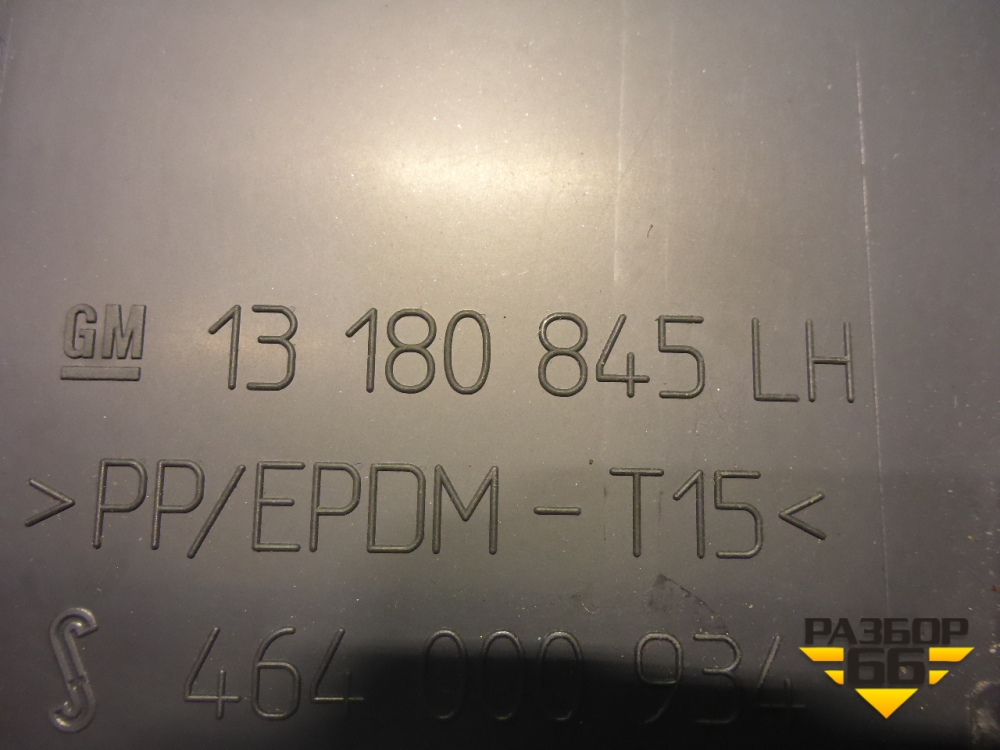 GM 13 180 845 LH
>PP/EPDM-T15<
464 000 934
РАЗБОР
66